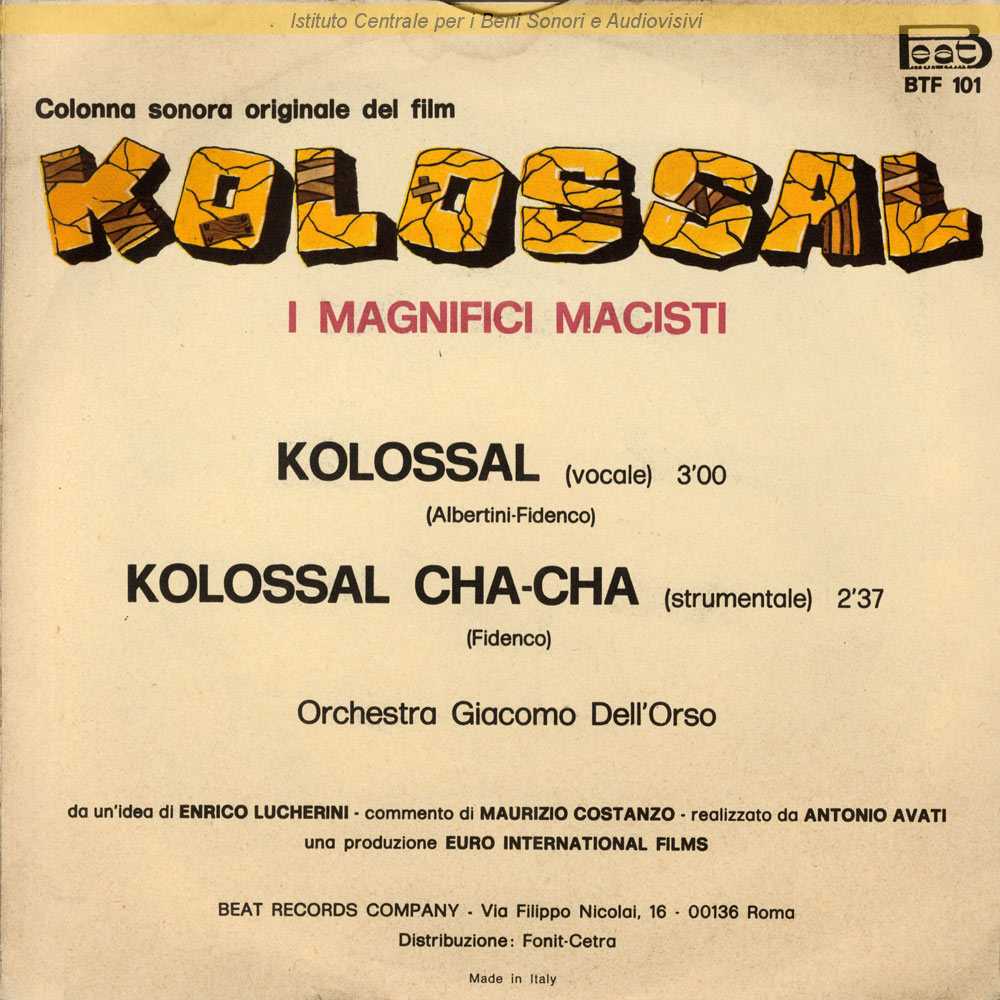 Istituto Centrale per i Beni Sonori e Audiovisivi
Beat
BTF 101
Colonna sonora originale del film
KOLOSSAL
I MAGNIFICI MACISTI
KOLOSSAL (vocale) 3'00
(Albertini-Fidenco)
KOLOSSAL CHA-CHA (strumentale) 2'37
(Fidenco)
Orchestra Giacomo Dell'Orso
da un'idea di ENRICO LUCHERINI - commento di MAURIZIO COSTANZO - realizzato da ANTONIO AVATI
una produzione EURO INTERNATIONAL FILMS
BEAT RECORDS COMPANY - Via Filippo Nicolai, 16 - 00136 Roma
Distribuzione: Fonit-Cetra
Made in Italy